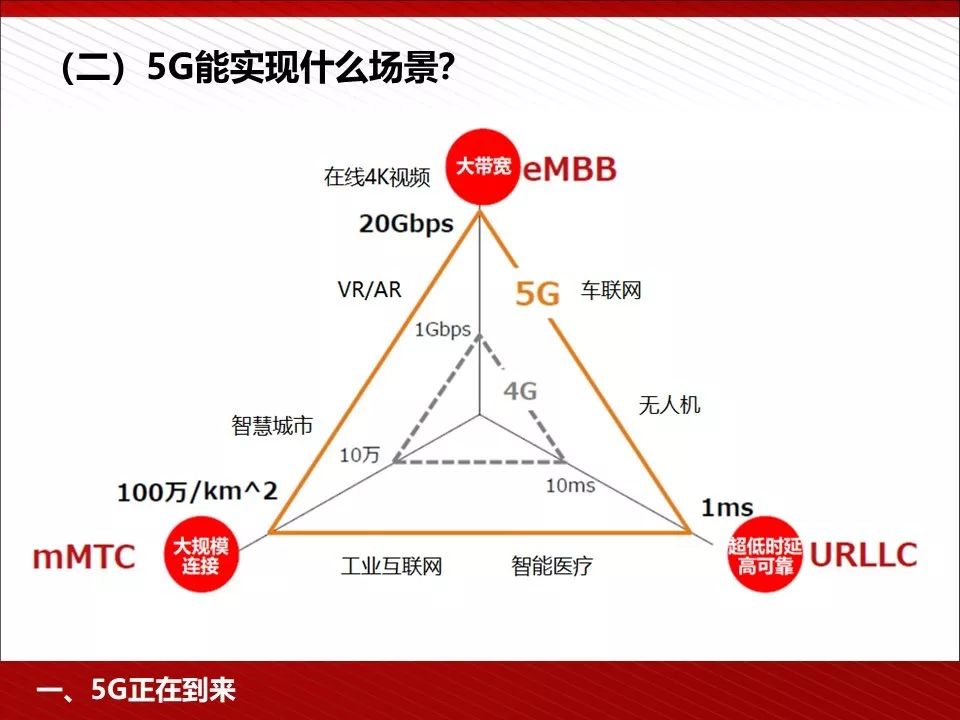 （二）5G能实现什么场景?
大带宽
eMBB
在线4K视频
20Gbps
VR/AR
5G
车联网
1Gbps
4G
无人机
智慧城市
10万
10ms
100万/km^2
1ms
mMTC
大规模
连接
超低时延
高可靠
URLLC
工业互联网
智能医疗
一、5G正在到来